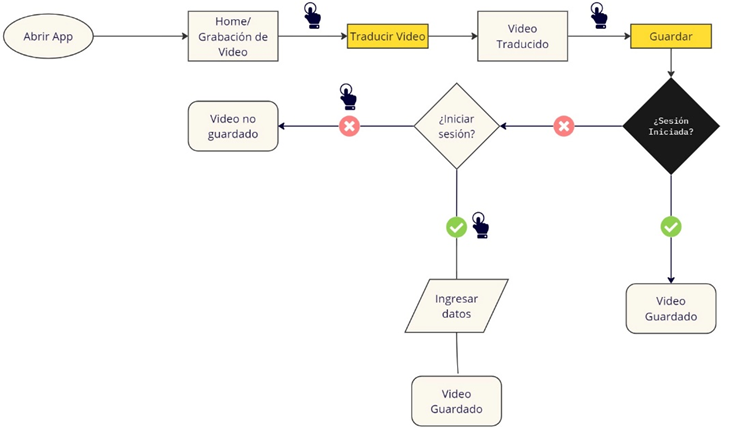 Abrir App
Home/
Grabación de
Video
Traducir Video
Video
Traducido
Guardar
Video no
guardado
¿Iniciar
sesión?
¿Sesión
Iniciada?
Ingresar
datos
Video
Guardado
Video
Guardado